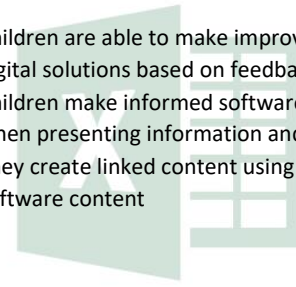 hildren are able to make improv
igital solutions based on feedba
hildren make informed software
hen presenting information and
hey create linked content using
ftware content